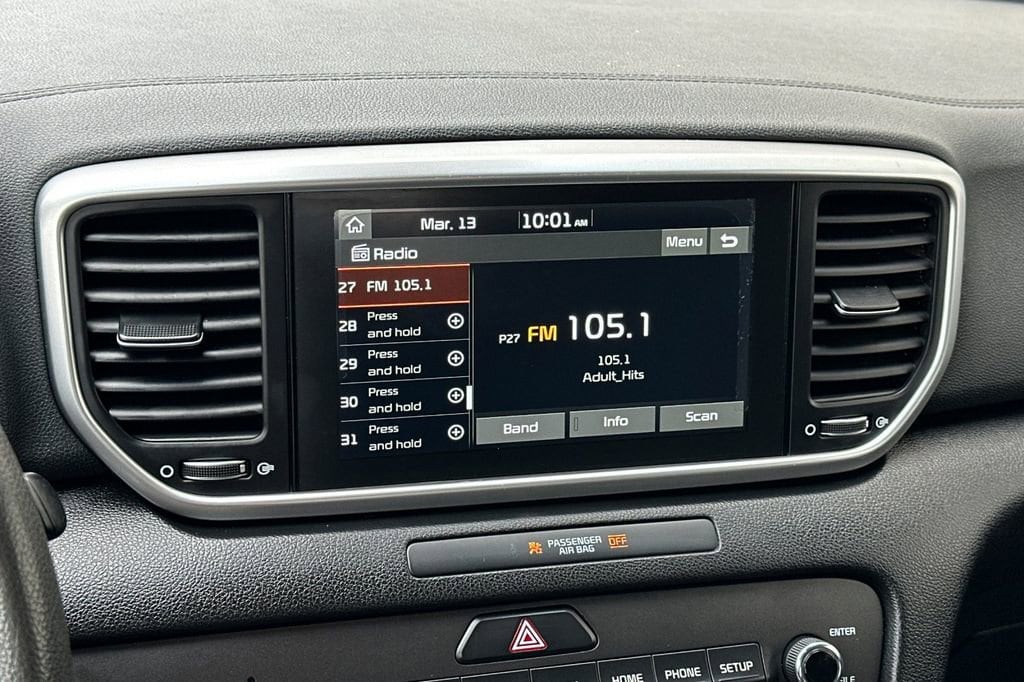 Mar. 13 10:01 AM
Radio
Menu
27 FM 105.1
28 Press
and hold
29 Press
and hold
30 Press
and hold
31 Press
and hold
P27 FM 105.1
105.1
Adult_Hits
Band Info Scan
PASSENGER
AIR BAG OFF
ENTER
HOME PHONE SETUP